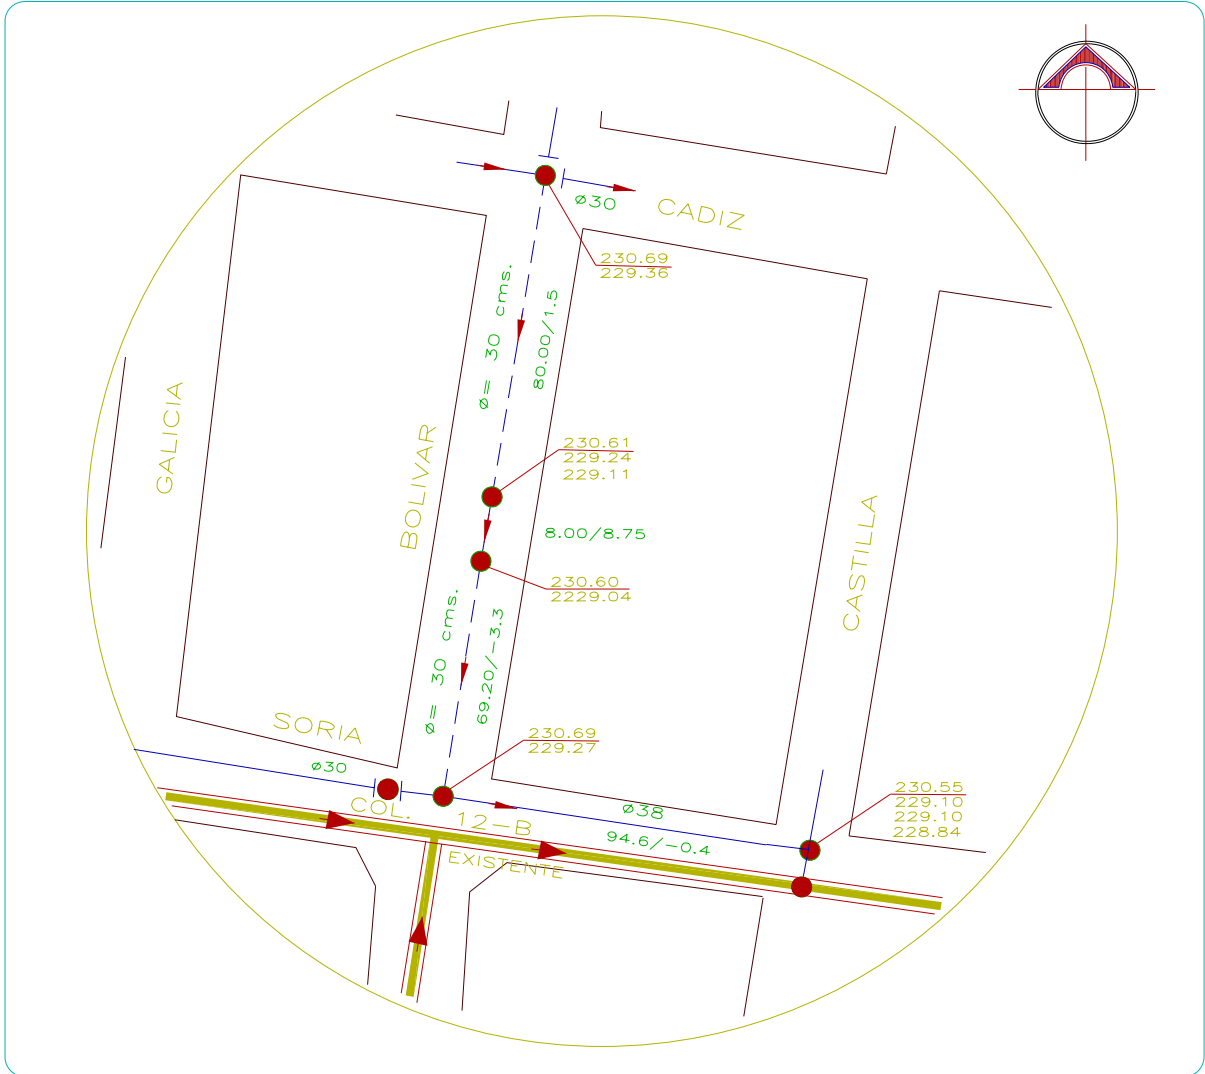 ø30
CADIZ
230.69
229.36
ø= 30 cms.
80.00/1.5
GALICIA
BOLIVAR
230.61
229.24
229.11
8.00/8.75
CASTILLA
230.60
2229.04
ø= 30 cms.
69.20/-3.3
SORIA
230.69
229.27
ø30
COL. 12-B
EXISTENTE
ø38
94.6/-0.4
230.55
229.10
229.10
228.84